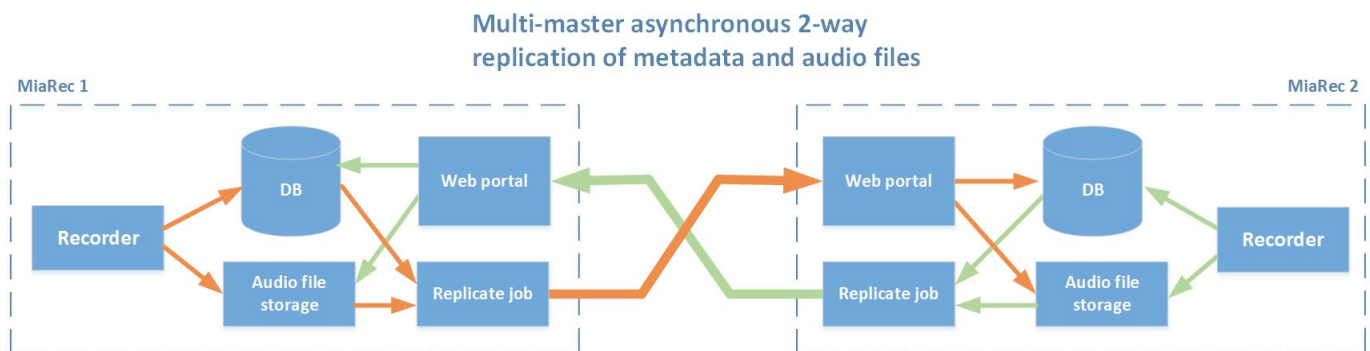 Multi-master asynchronous 2-way
replication of metadata and audio files
MiaRec 1
MiaRec 2
DB
Web portal
Recorder
Audio file
storage
Replicate job
Web portal
DB
Recorder
Replicate job
Audio file
storage